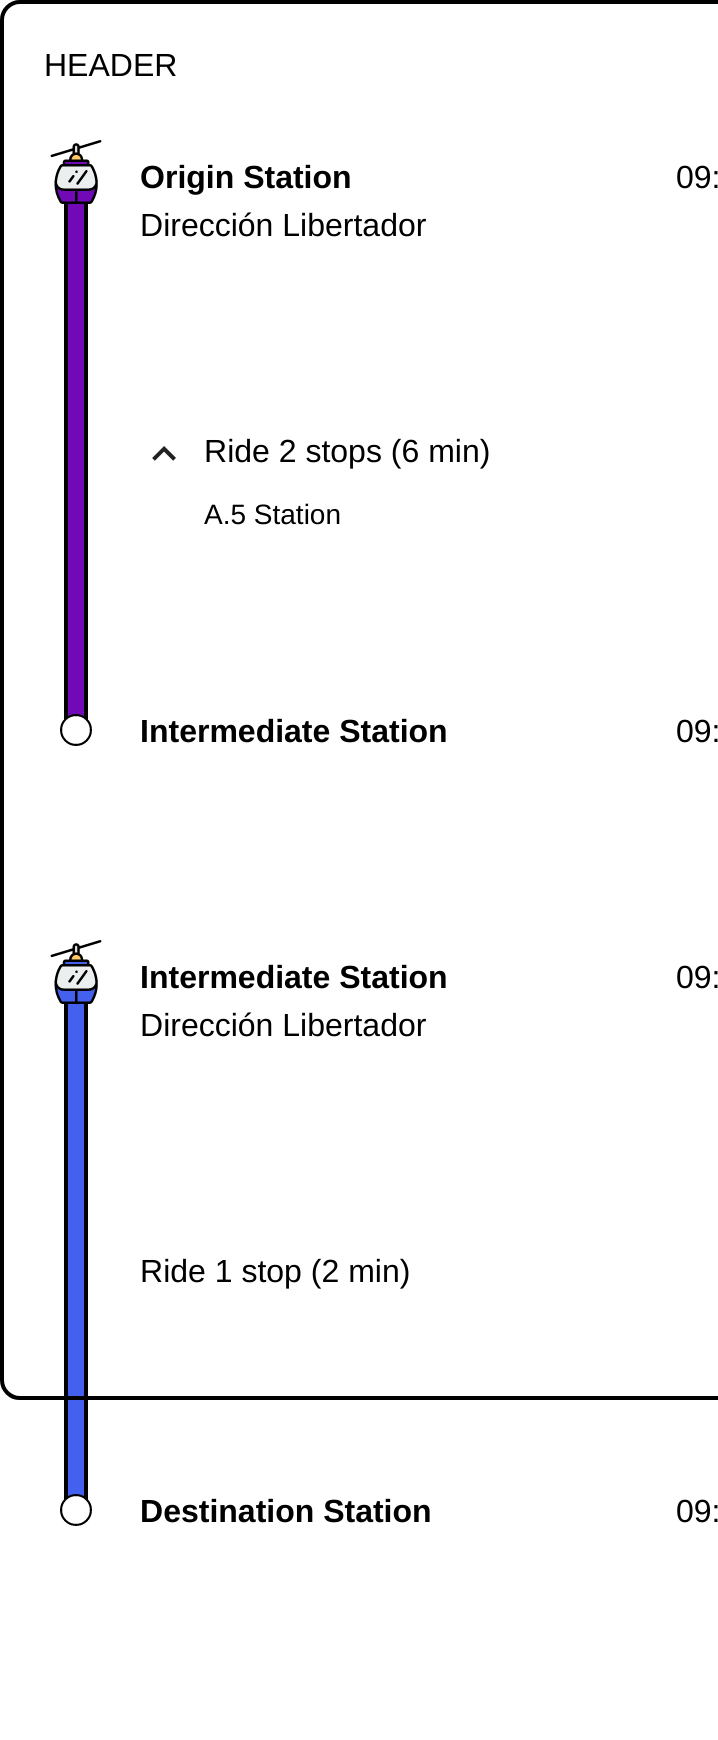 HEADER
Origin Station 09:
Dirección Libertador
Ride 2 stops (6 min)
A.5 Station
Intermediate Station 09:
Intermediate Station 09:
Dirección Libertador
Ride 1 stop (2 min)
Destination Station 09: